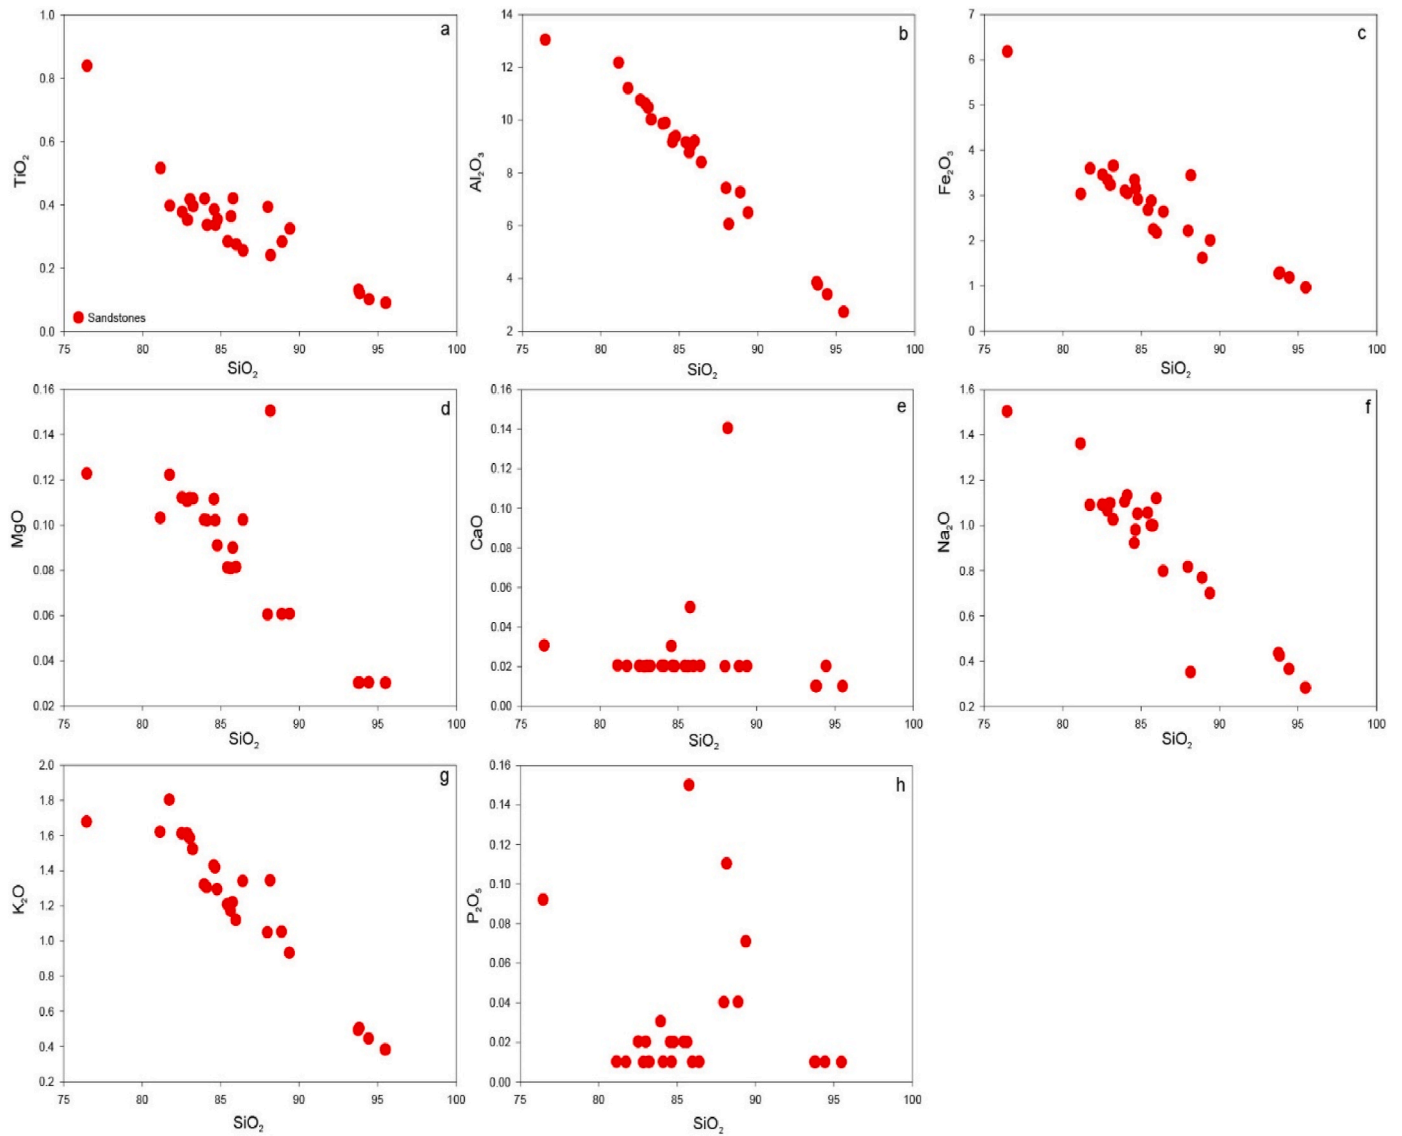 a
1.0
0.8
0.6
0.4
0.2
0.0
TiO₂
Sandstones
75 80 85 90 95 100
SiO₂
b
14
12
10
8
6
4
2
Al₂O₃
75 80 85 90 95 100
SiO₂
c
7
6
5
4
3
2
1
0
Fe₂O₃
75 80 85 90 95 100
SiO₂
d
0.16
0.14
0.12
0.10
0.08
0.06
0.04
0.02
MgO
75 80 85 90 95 100
SiO₂
e
0.16
0.14
0.12
0.10
0.08
0.06
0.04
0.02
0.00
CaO
75 80 85 90 95 100
SiO₂
f
1.6
1.4
1.2
1.0
0.8
0.6
0.4
0.2
Na₂O
75 80 85 90 95 100
SiO₂
g
2.0
1.8
1.6
1.4
1.2
1.0
0.8
0.6
0.4
0.2
K₂O
75 80 85 90 95 100
SiO₂
h
0.16
0.14
0.12
0.10
0.08
0.06
0.04
0.02
0.00
P₂O₅
75 80 85 90 95 100
SiO₂